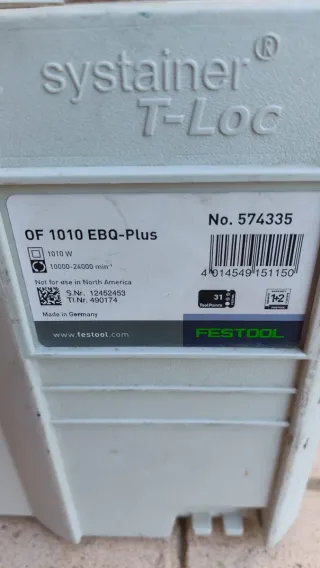 systainer®
T-Loc
OF 1010 EBQ-Plus
No. 574335
1010 W
10000-24000 min⁻¹
4 014549 151150
Not for use in North America
S.Nr. 12452453
Tl.Nr. 490174
31
Made in Germany
1+2
www.festool.com
FESTOOL